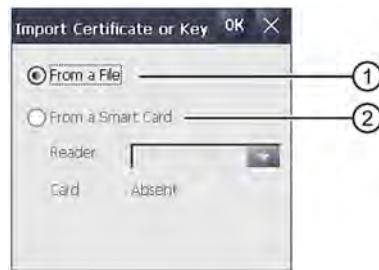 Import Certificate or Key OK
From a File
1
From a Smart Card
2
Reader
Card Absent